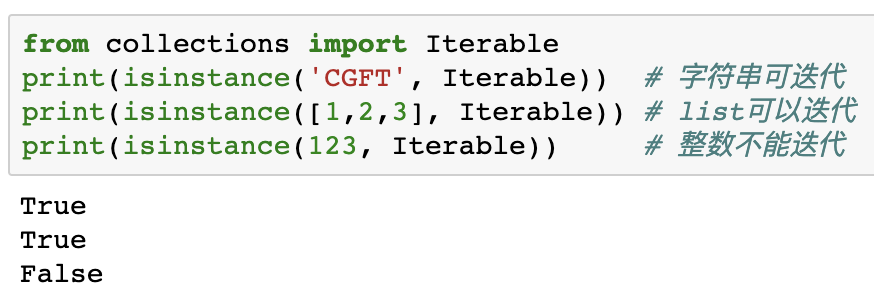 from collections import Iterable
print(isinstance('CGFT', Iterable))  # 字符串可迭代
print(isinstance([1,2,3], Iterable)) # list可以迭代
print(isinstance(123, Iterable))     # 整数不能迭代
True
True
False